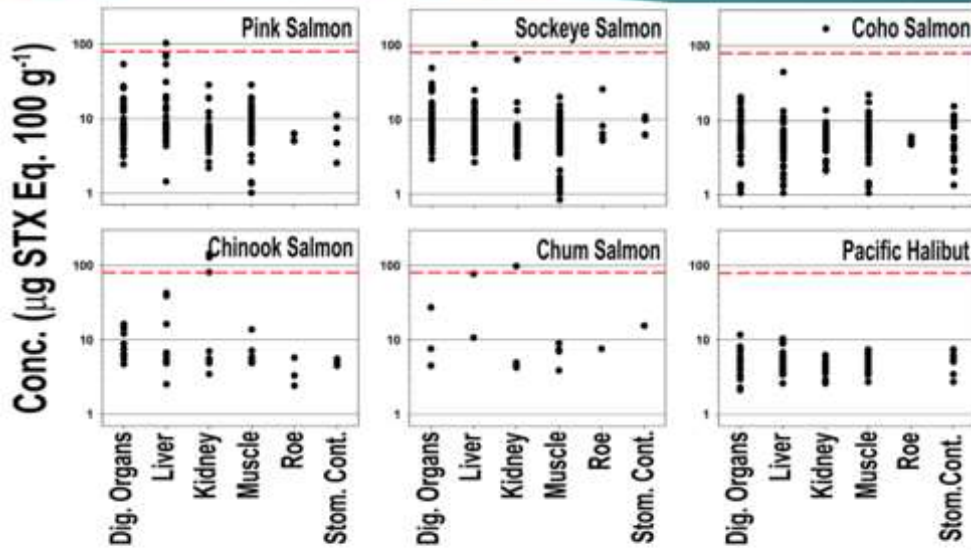 Conc. (µg STX Eq. 100 g⁻¹)
Pink Salmon
100
10
1
Sockeye Salmon
100
10
1
Coho Salmon
100
10
1
Chinook Salmon
100
10
1
Chum Salmon
100
10
1
Pacific Halibut
100
10
1
Dig. Organs
Liver
Kidney
Muscle
Roe
Stom. Cont.
Dig. Organs
Liver
Kidney
Muscle
Roe
Stom. Cont.
Dig. Organs
Liver
Kidney
Muscle
Roe
Stom.Cont.